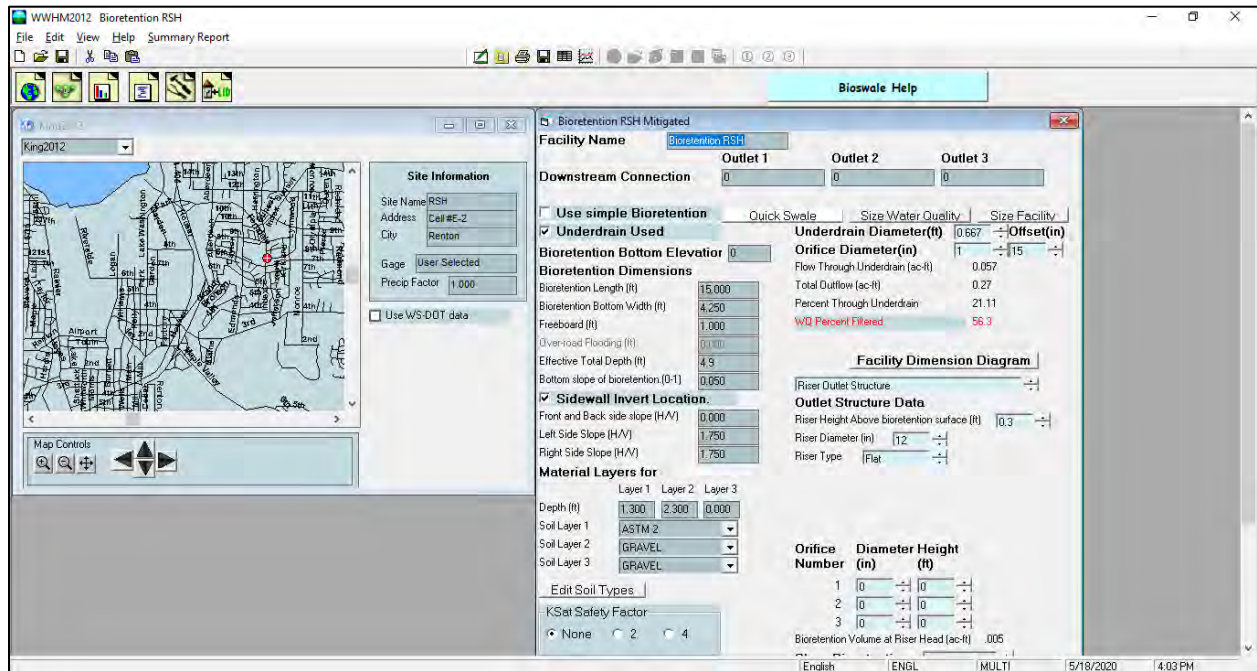 WWHM2012 Bioretention RSH
File Edit View Help Summary Report
Bioswale Help
King2012
Site Information
Site Name RSH
Address Cell #E-2
City Renton
Gage User Selected
Precip Factor 1.000
Use WS-DOT data
Map Controls
Bioretention RSH Mitigated
Facility Name Bioretention RSH
Outlet 1 Outlet 2 Outlet 3
Downstream Connection 0 0 0
Use simple Bioretention Quick Swale Size Water Quality Size Facility
Underdrain Used Underdrain Diameter(ft) 0.667 Offset(in)
Bioretention Bottom Elevation 0 Orifice Diameter(in) 1 15
Bioretention Dimensions Flow Through Underdrain (ac-ft) 0.057
Bioretention Length (ft) 15.000 Total Outflow (ac-ft) 0.27
Bioretention Bottom Width (ft) 4.250 Percent Through Underdrain 21.11
Freeboard (ft) 1.000 WQ Percent Filtered 56.3
Over-road Flooding (ft) 0.000
Effective Total Depth (ft) 4.9 Facility Dimension Diagram
Bottom slope of bioretention.(0-1) 0.050 Riser Outlet Structure
Sidewall Invert Location. Outlet Structure Data
Front and Back side slope (H/V) 0.000 Riser Height Above bioretention surface (ft) 0.3
Left Side Slope (H/V) 1.750 Riser Diameter (in) 12
Right Side Slope (H/V) 1.750 Riser Type Flat
Material Layers for
Layer 1 Layer 2 Layer 3
Depth (ft) 1.300 2.300 0.000
Soil Layer 1 ASTM 2
Soil Layer 2 GRAVEL
Soil Layer 3 GRAVEL
Edit Soil Types
KSat Safety Factor
None 2 4
Orifice Diameter Height
Number (in) (ft)
1 0 0
2 0 0
3 0 0
Bioretention Volume at Riser Head (ac-ft) .005
English ENGL MULTI 5/18/2020 4:03 PM